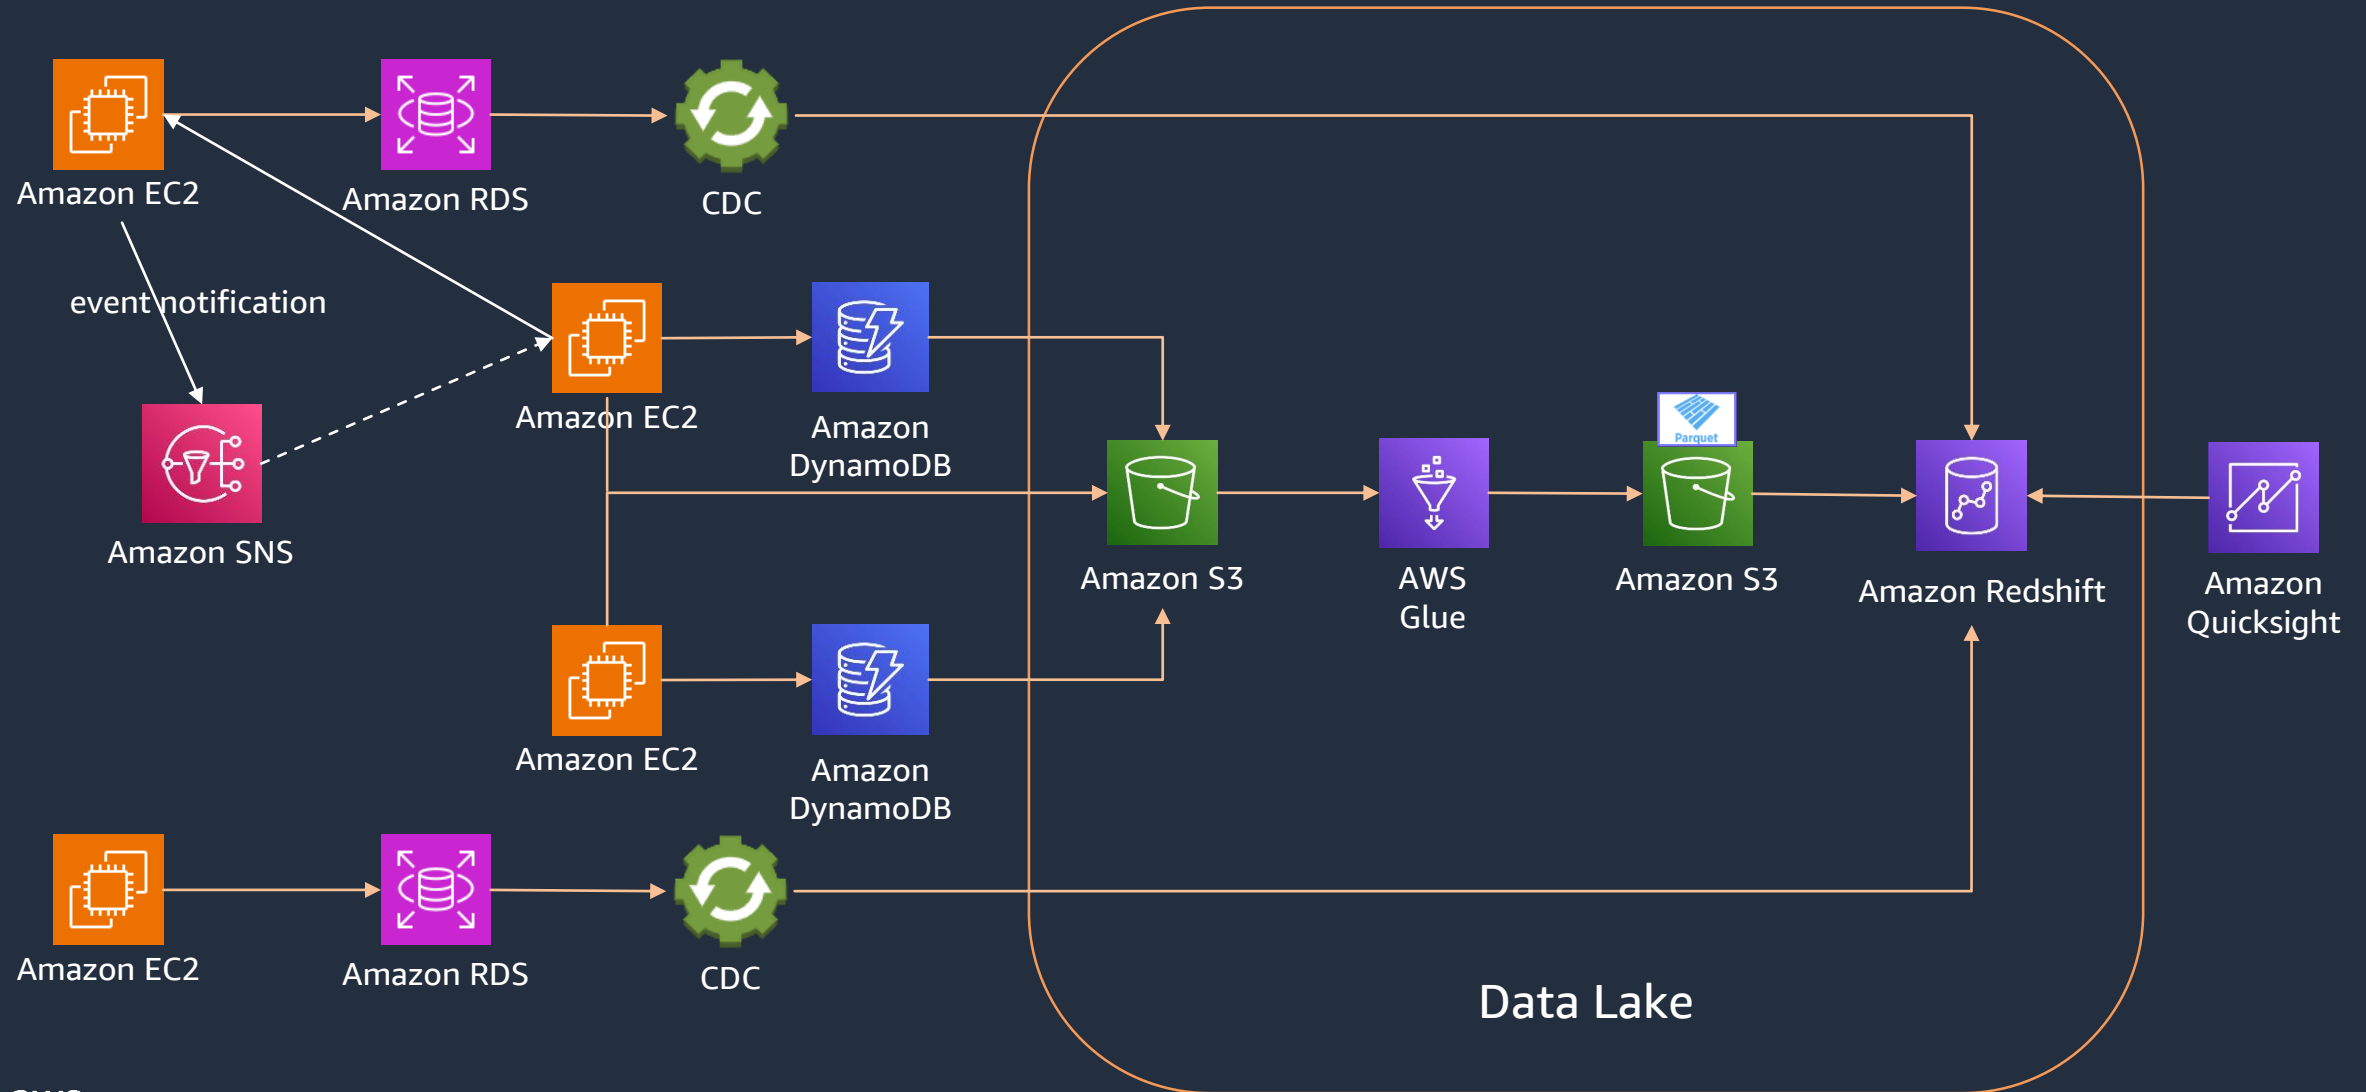 Amazon EC2
Amazon RDS
CDC
event notification
Amazon EC2
Amazon
DynamoDB
Parquet
Amazon SNS
Amazon S3
AWS
Glue
Amazon S3
Amazon Redshift
Amazon
Quicksight
Amazon EC2
Amazon
DynamoDB
Amazon EC2
Amazon RDS
CDC
Data Lake